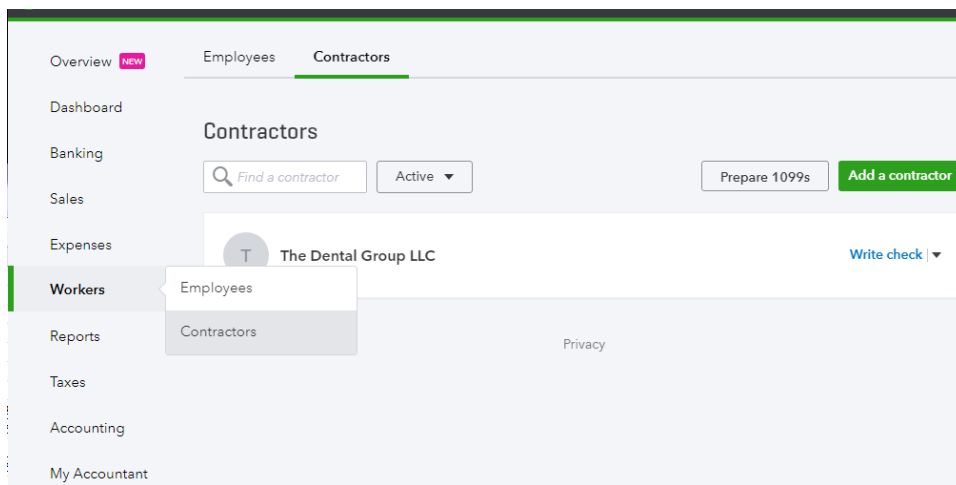 Overview NEW
Employees Contractors
Dashboard
Contractors
Banking
Find a contractor Active Prepare 1099s Add a contractor
Sales
Expenses
T The Dental Group LLC Write check
Workers
Employees
Contractors
Reports
Privacy
Taxes
Accounting
My Accountant